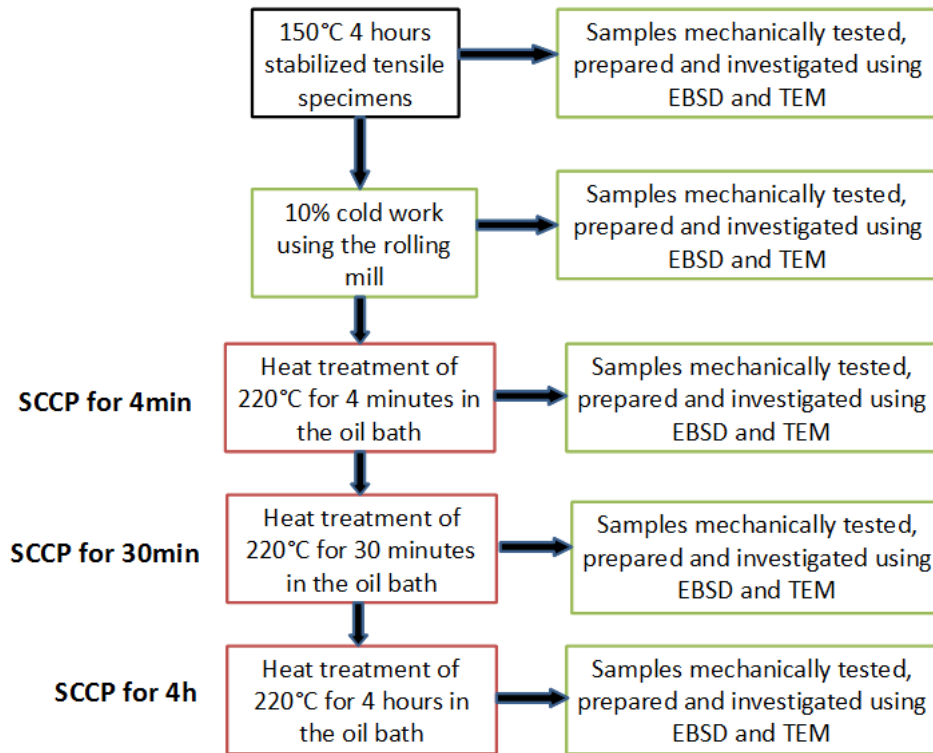 150°C 4 hours
stabilized tensile
specimens
Samples mechanically tested,
prepared and investigated using
EBSD and TEM
10% cold work
using the rolling
mill
Samples mechanically tested,
prepared and investigated using
EBSD and TEM
SCCP for 4min
Heat treatment of
220°C for 4 minutes in
the oil bath
Samples mechanically tested,
prepared and investigated using
EBSD and TEM
SCCP for 30min
Heat treatment of
220°C for 30 minutes
in the oil bath
Samples mechanically tested,
prepared and investigated using
EBSD and TEM
SCCP for 4h
Heat treatment of
220°C for 4 hours in
the oil bath
Samples mechanically tested,
prepared and investigated using
EBSD and TEM